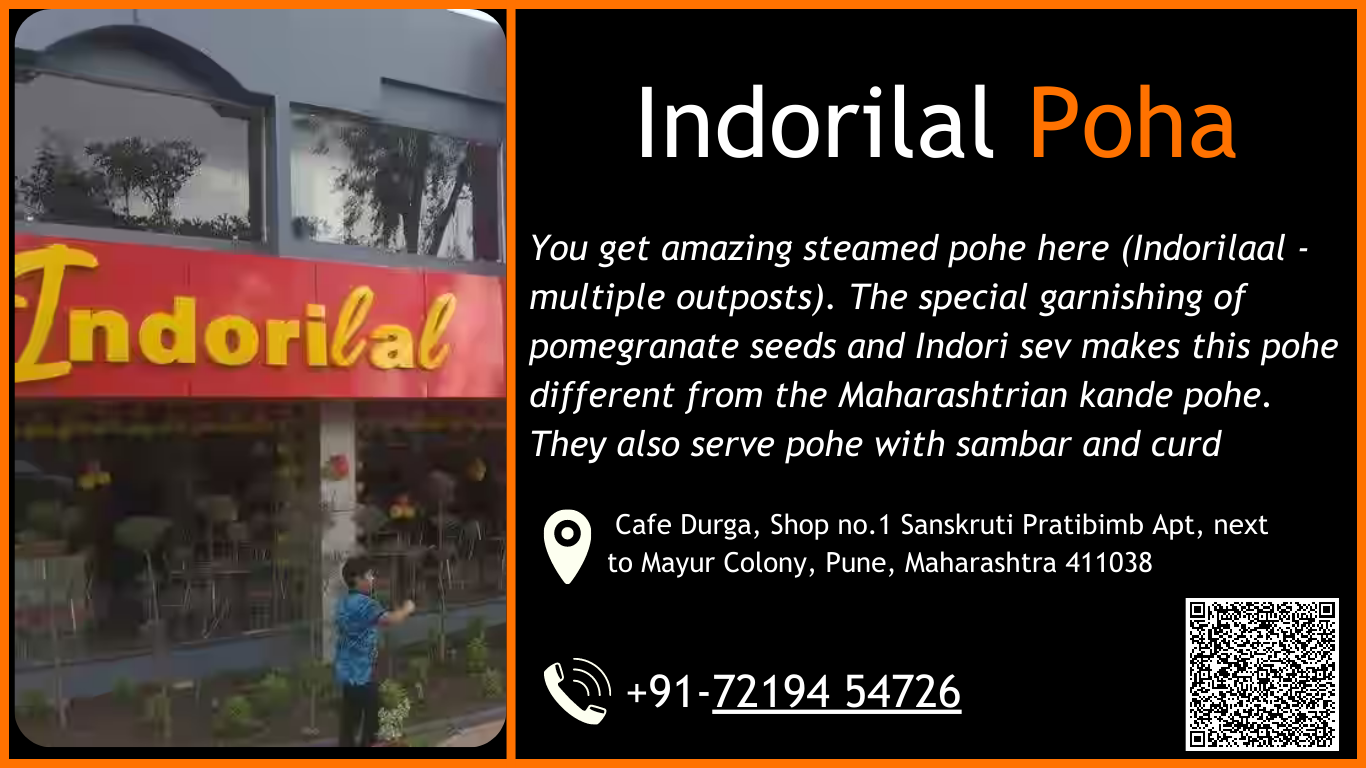 Indorilal
Indorilal Poha
You get amazing steamed pohe here (Indorilaal -
multiple outposts). The special garnishing of
pomegranate seeds and Indori sev makes this pohe
different from the Maharashtrian kande pohe.
They also serve pohe with sambar and curd
Cafe Durga, Shop no.1 Sanskruti Pratibimb Apt, next
to Mayur Colony, Pune, Maharashtra 411038
+91-72194 54726